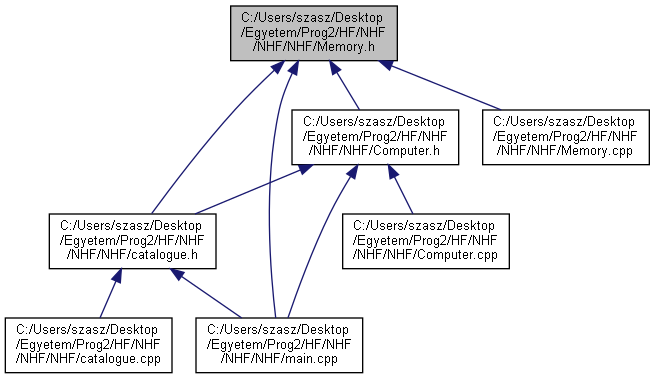 C:/Users/szasz/Desktop
/Egyetem/Prog2/HF/NHF
/NHF/NHF/Memory.h
C:/Users/szasz/Desktop
/Egyetem/Prog2/HF/NHF
/NHF/NHF/Computer.h
C:/Users/szasz/Desktop
/Egyetem/Prog2/HF/NHF
/NHF/NHF/Memory.cpp
C:/Users/szasz/Desktop
/Egyetem/Prog2/HF/NHF
/NHF/NHF/catalogue.h
C:/Users/szasz/Desktop
/Egyetem/Prog2/HF/NHF
/NHF/NHF/Computer.cpp
C:/Users/szasz/Desktop
/Egyetem/Prog2/HF/NHF
/NHF/NHF/catalogue.cpp
C:/Users/szasz/Desktop
/Egyetem/Prog2/HF/NHF
/NHF/NHF/main.cpp